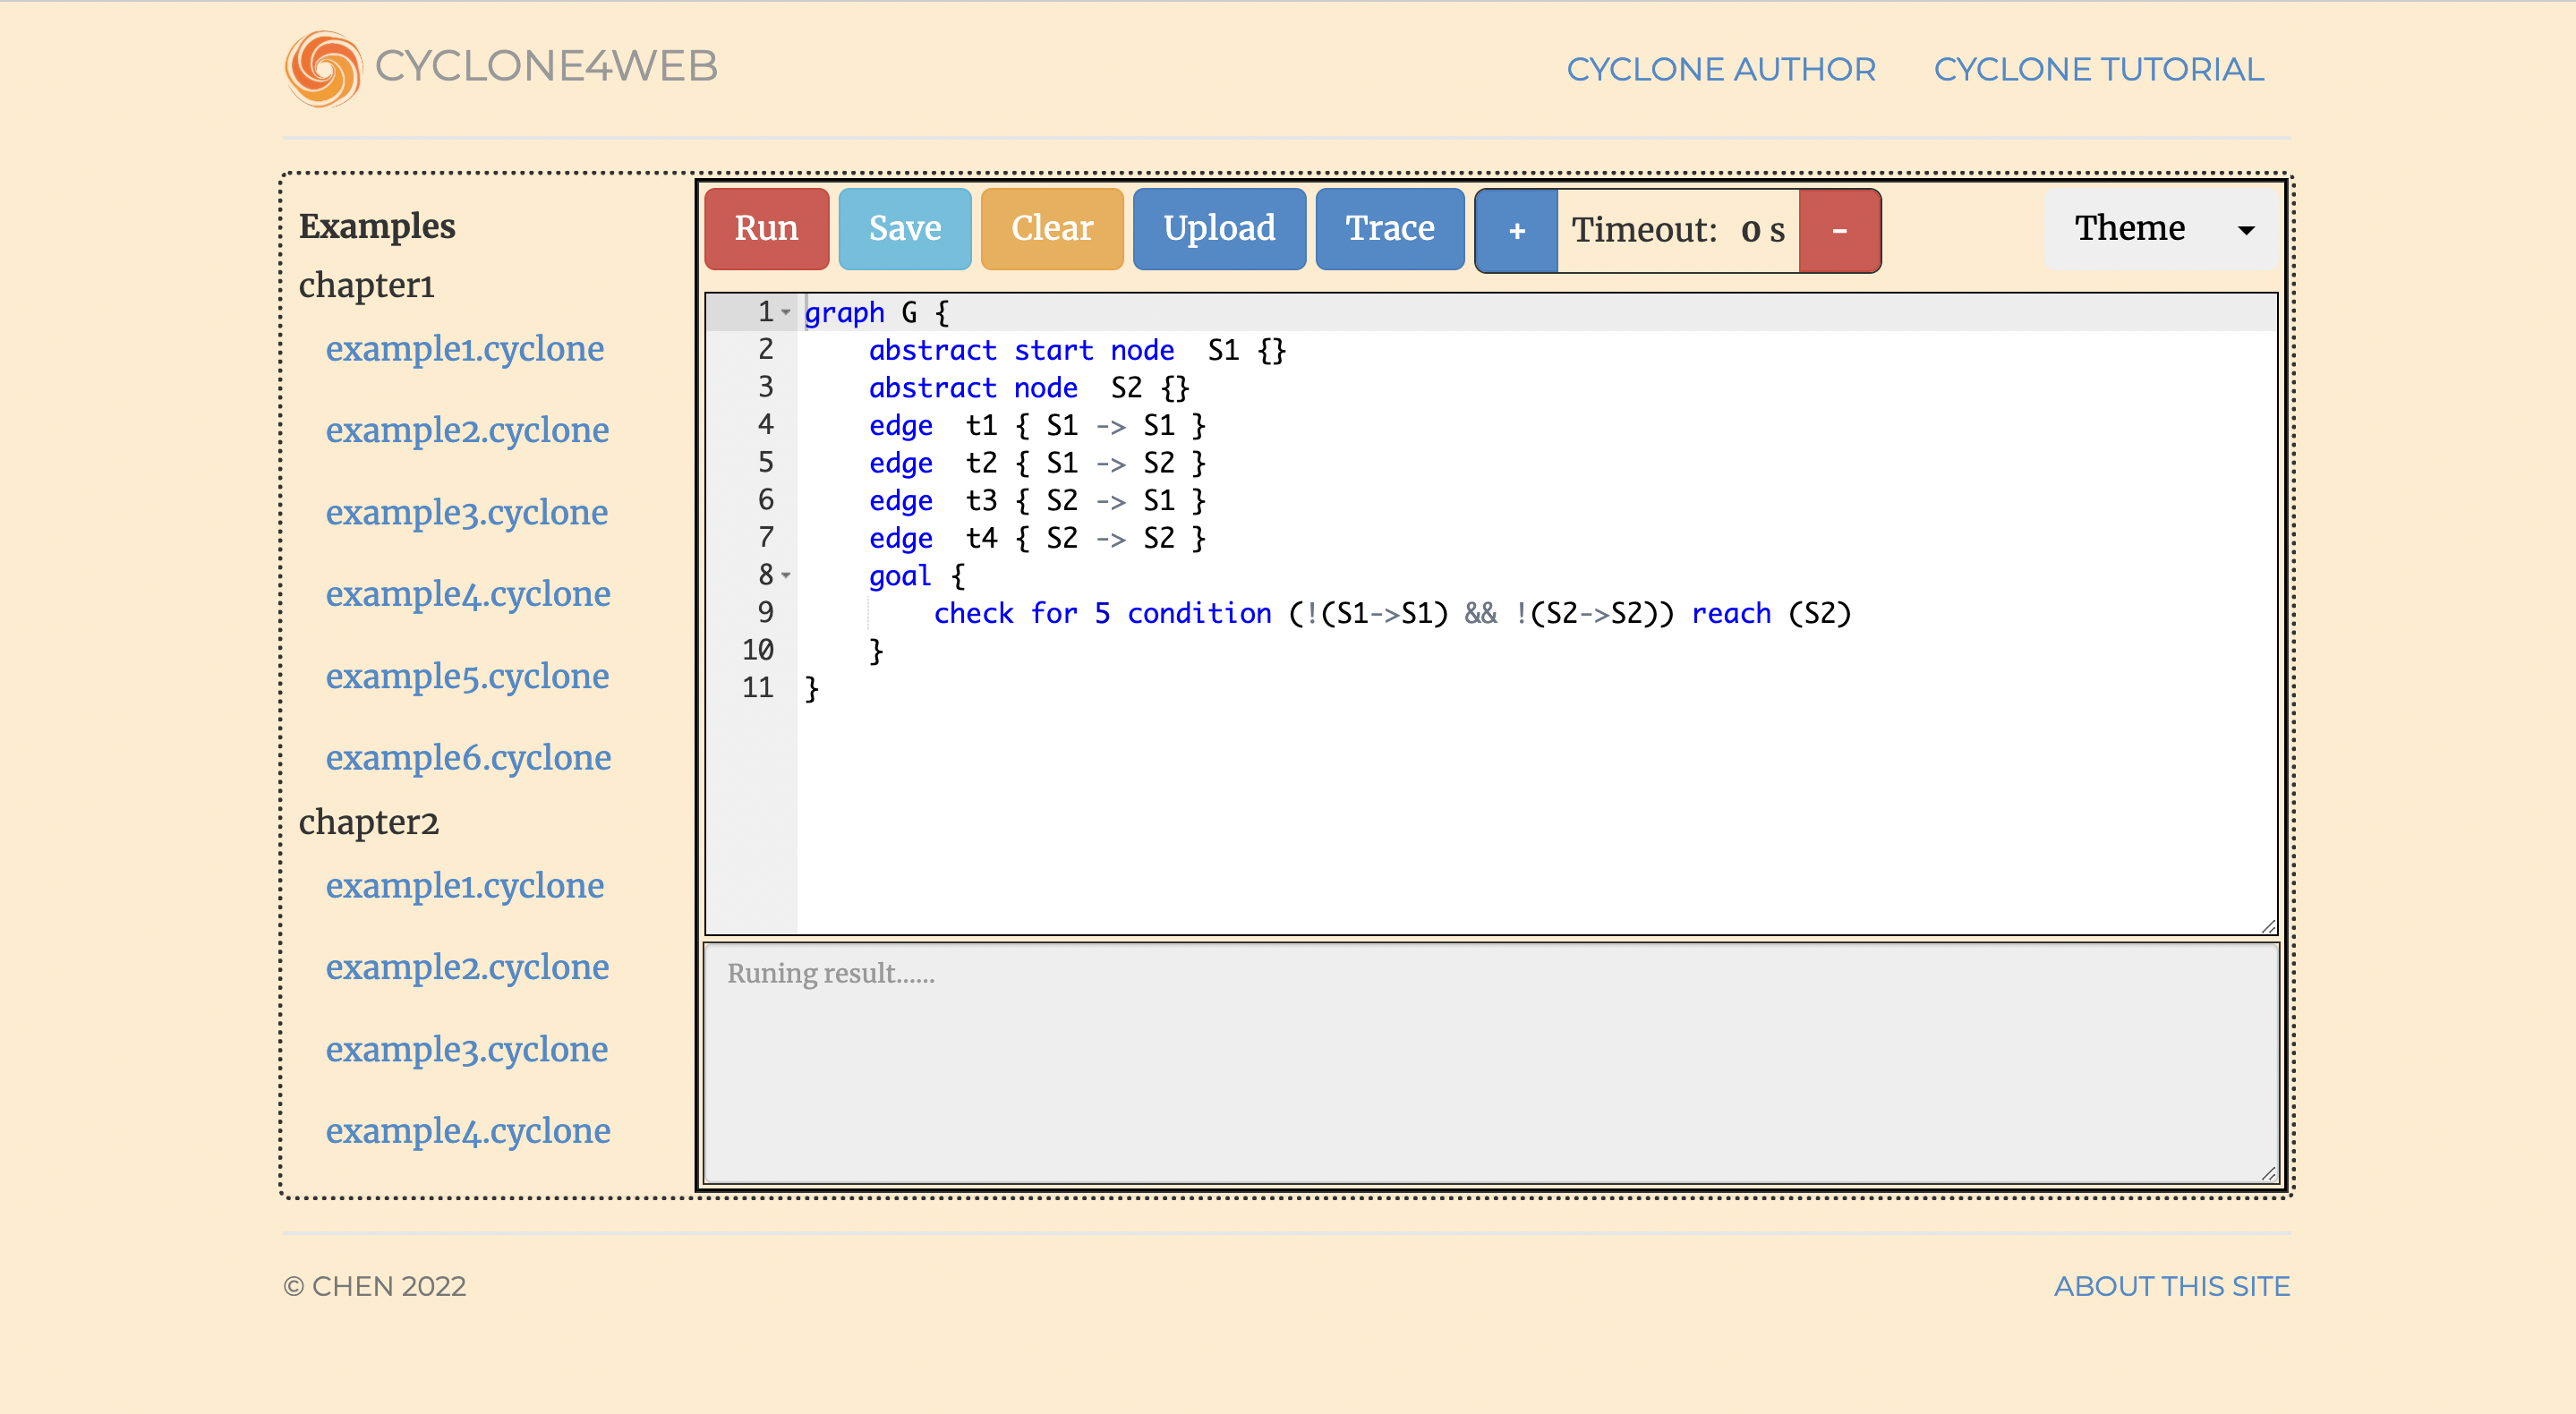 CYCLONE4WEB
CYCLONE AUTHOR CYCLONE TUTORIAL
Examples
chapter1
example1.cyclone
example2.cyclone
example3.cyclone
example4.cyclone
example5.cyclone
example6.cyclone
chapter2
example1.cyclone
example2.cyclone
example3.cyclone
example4.cyclone
Run Save Clear Upload Trace + Timeout: 0 s - Theme
1 graph G {
2     abstract start node  S1 {}
3     abstract node  S2 {}
4     edge  t1 { S1 -> S1 }
5     edge  t2 { S1 -> S2 }
6     edge  t3 { S2 -> S1 }
7     edge  t4 { S2 -> S2 }
8     goal {
9         check for 5 condition (!(S1->S1) && !(S2->S2)) reach (S2)
10     }
11 }
Runing result......
© CHEN 2022
ABOUT THIS SITE